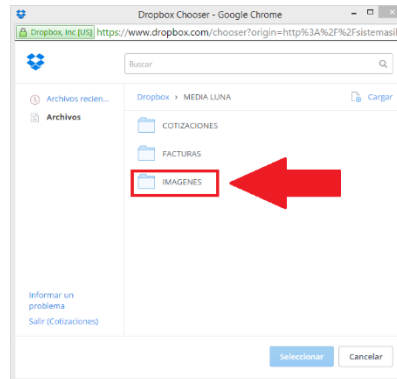 Dropbox Chooser - Google Chrome
Dropbox, Inc [US] https://www.dropbox.com/chooser?origin=http%3A%2F%2Fsistemasil
Buscar
Archivos recien...
Archivos
Dropbox › MEDIA LUNA
Cargar
COTIZACIONES
FACTURAS
IMAGENES
Informar un
problema
Salir (Cotizaciones)
Seleccionar
Cancelar